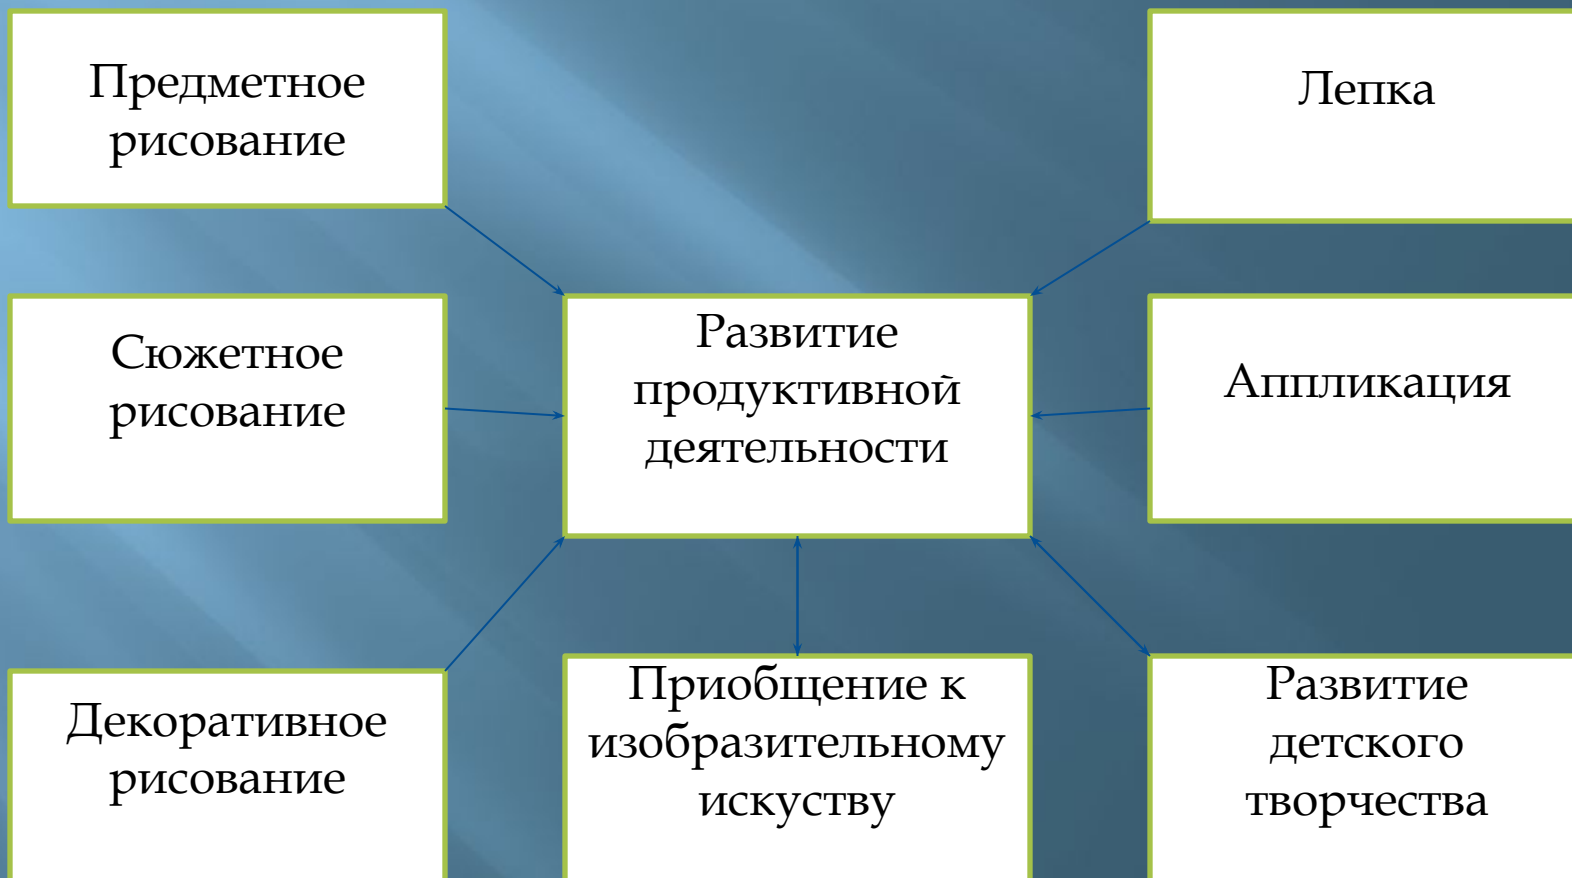 Предметное
рисование
Лепка
Сюжетное
рисование
Развитие
продуктивной
деятельности
Аппликация
Декоративное
рисование
Приобщение к
изобразительному
искуству
Развитие
детского
творчества